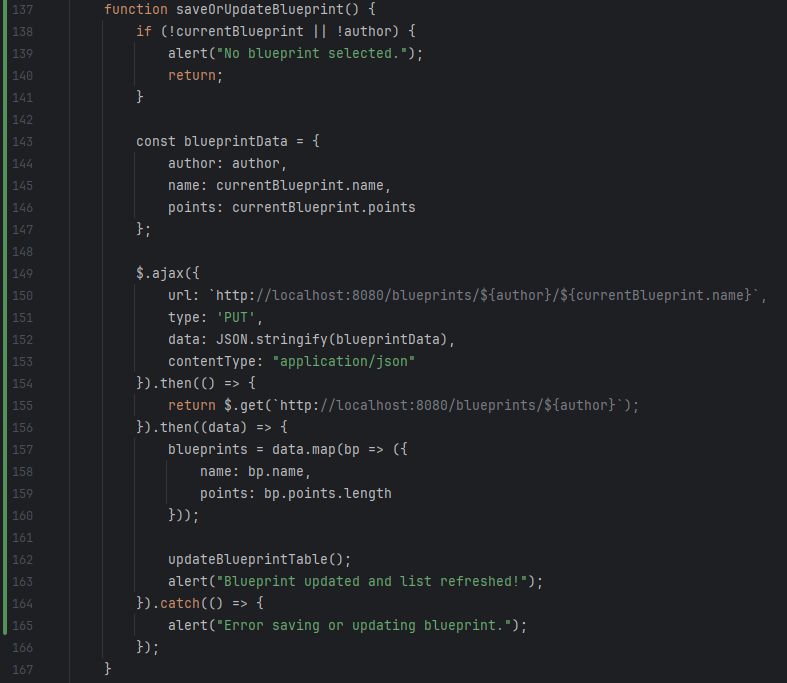 137 function saveOrUpdateBlueprint() {
138     if (!currentBlueprint || !author) {
139         alert("No blueprint selected.");
140         return;
141     }
142
143     const blueprintData = {
144         author: author,
145         name: currentBlueprint.name,
146         points: currentBlueprint.points
147     };
148
149     $.ajax({
150         url: `http://localhost:8080/blueprints/${author}/${currentBlueprint.name}`,
151         type: 'PUT',
152         data: JSON.stringify(blueprintData),
153         contentType: "application/json"
154     }).then(() => {
155         return $.get(`http://localhost:8080/blueprints/${author}`);
156     }).then((data) => {
157         blueprints = data.map(bp => ({
158             name: bp.name,
159             points: bp.points.length
160         }));
161
162         updateBlueprintTable();
163         alert("Blueprint updated and list refreshed!");
164     }).catch(() => {
165         alert("Error saving or updating blueprint.");
166     });
167 }